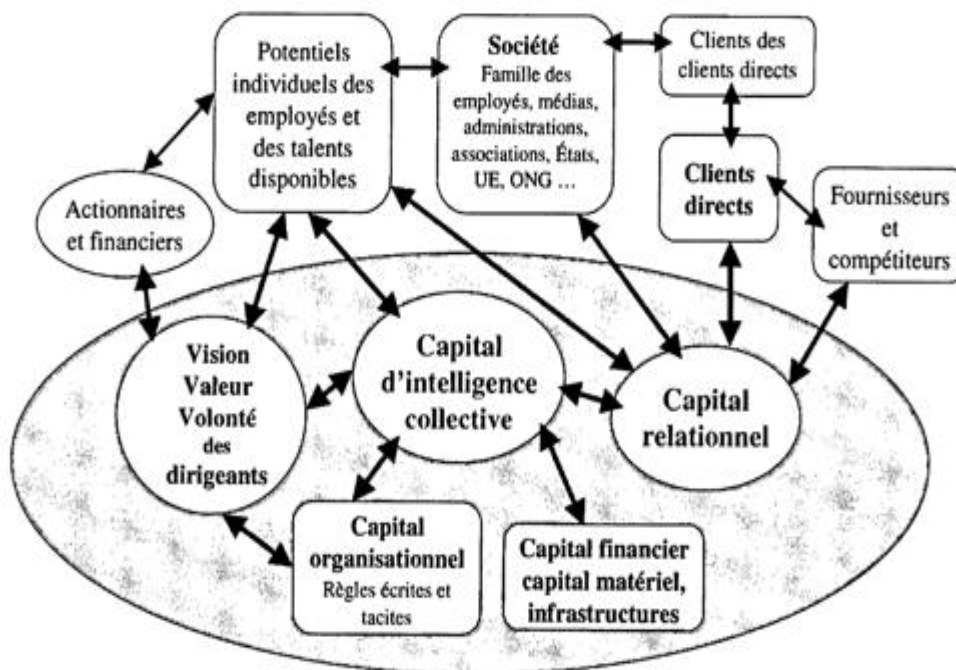 Potentiels
individuels des
employés et
des talents
disponibles
Société
Famille des
employés, médias,
administrations,
associations, États,
UE, ONG ...
Clients des
clients directs
Clients
directs
Fournisseurs
et
compétiteurs
Actionnaires
et financiers
Vision
Valeur
Volonté
des
dirigeants
Capital
d'intelligence
collective
Capital
relationnel
Capital
organisationnel
Règles écrites et
tacites
Capital financier
capital matériel,
infrastructures